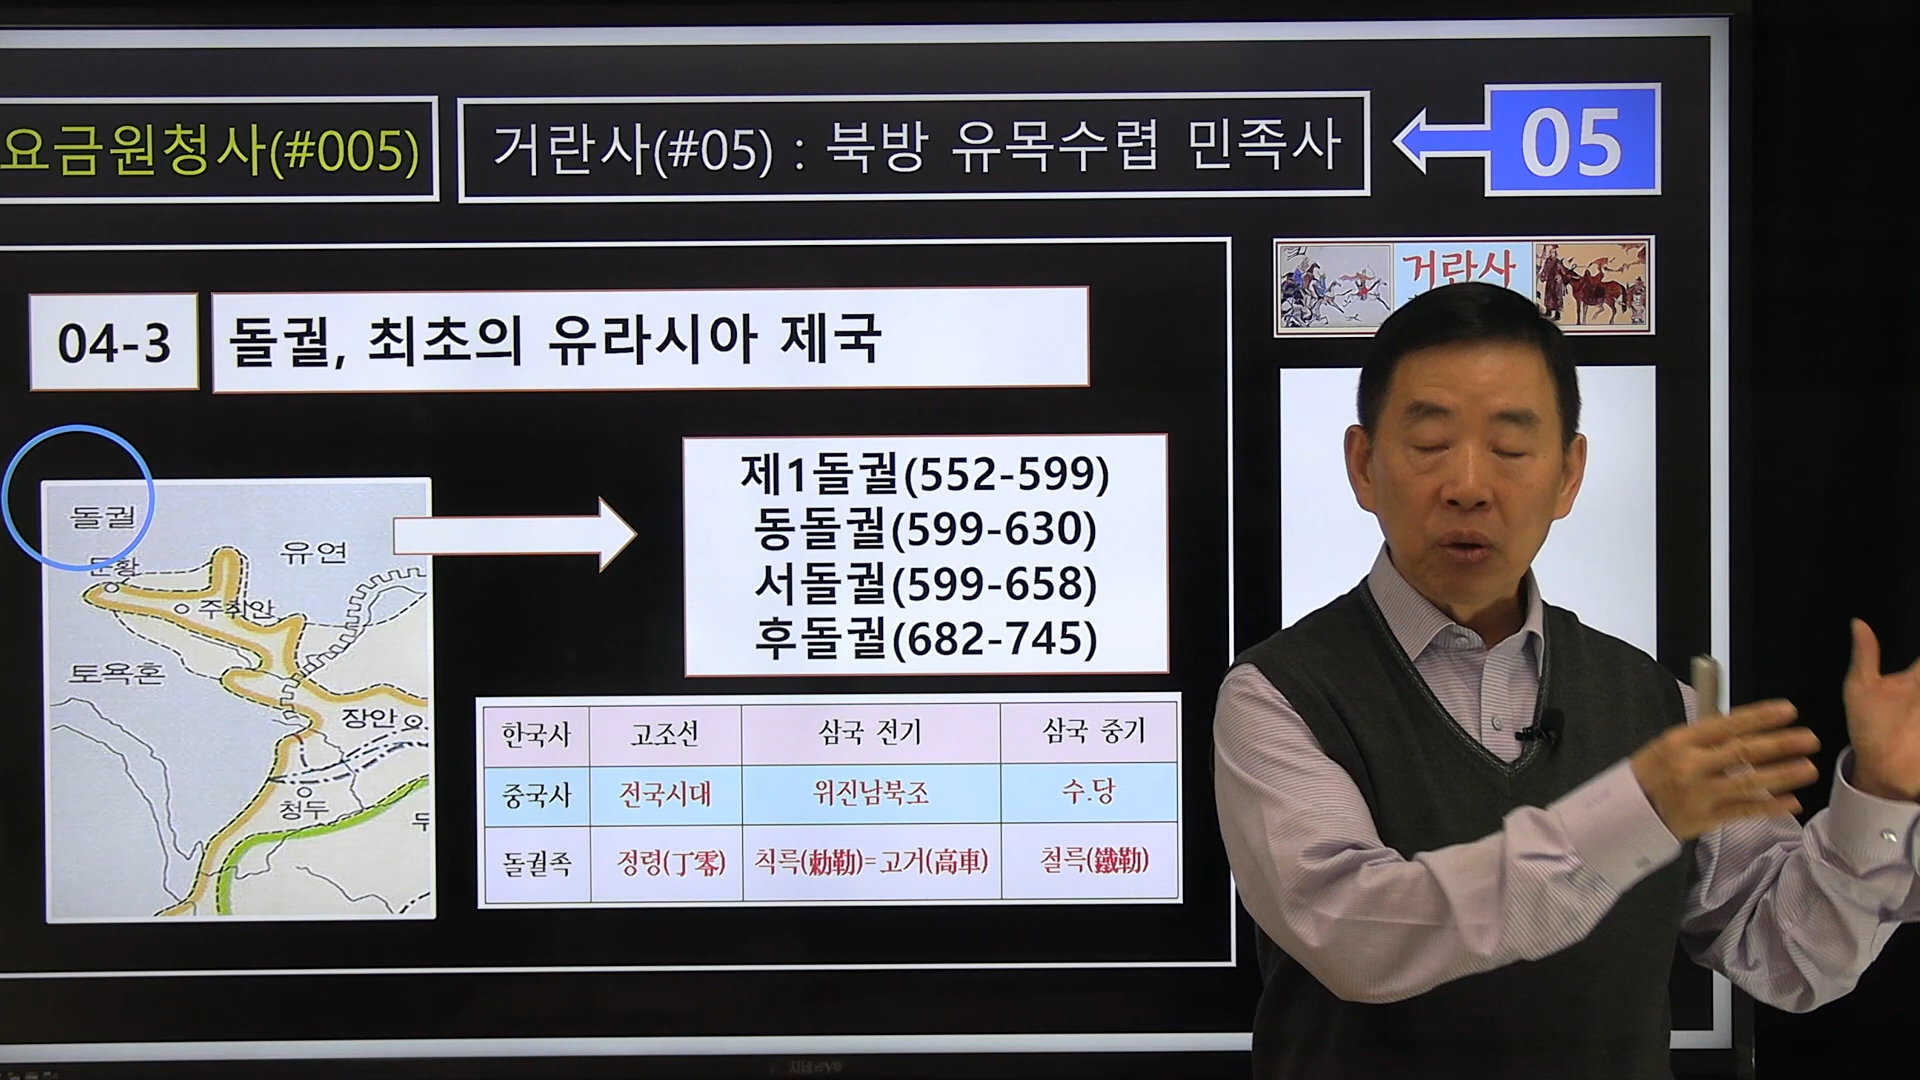 요금원청사(#005)
거란사(#05) : 북방 유목수렵 민족사
05
거란사
04-3
돌궐, 최초의 유라시아 제국
돌궐
유연
돈황
토욕혼
장안
청두
제1돌궐(552-599)
동돌궐(599-630)
서돌궐(599-658)
후돌궐(682-745)
한국사 고조선 삼국 전기 삼국 중기
중국사 전국시대 위진남북조 수.당
돌궐족 정령(丁零) 칙륵(勅勒)=고거(高車) 철륵(鐵勒)